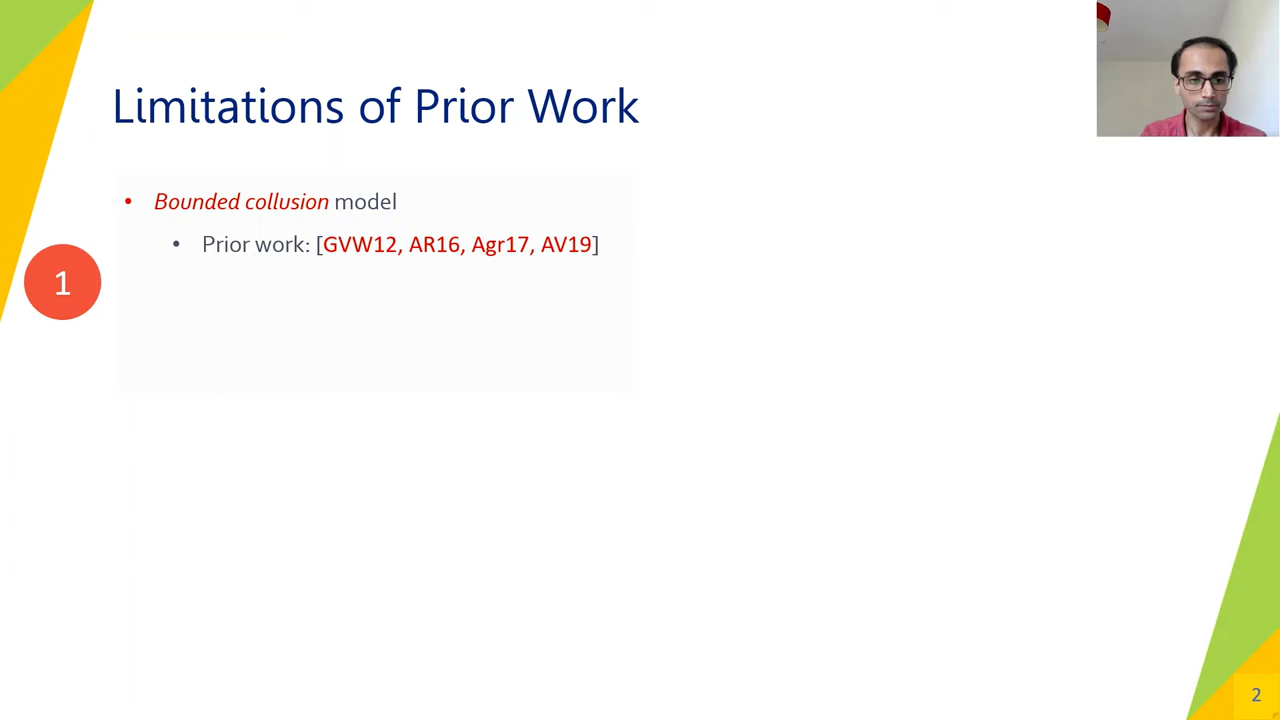 Limitations of Prior Work
• Bounded collusion model
• Prior work: [GVW12, AR16, Agr17, AV19]
1
2